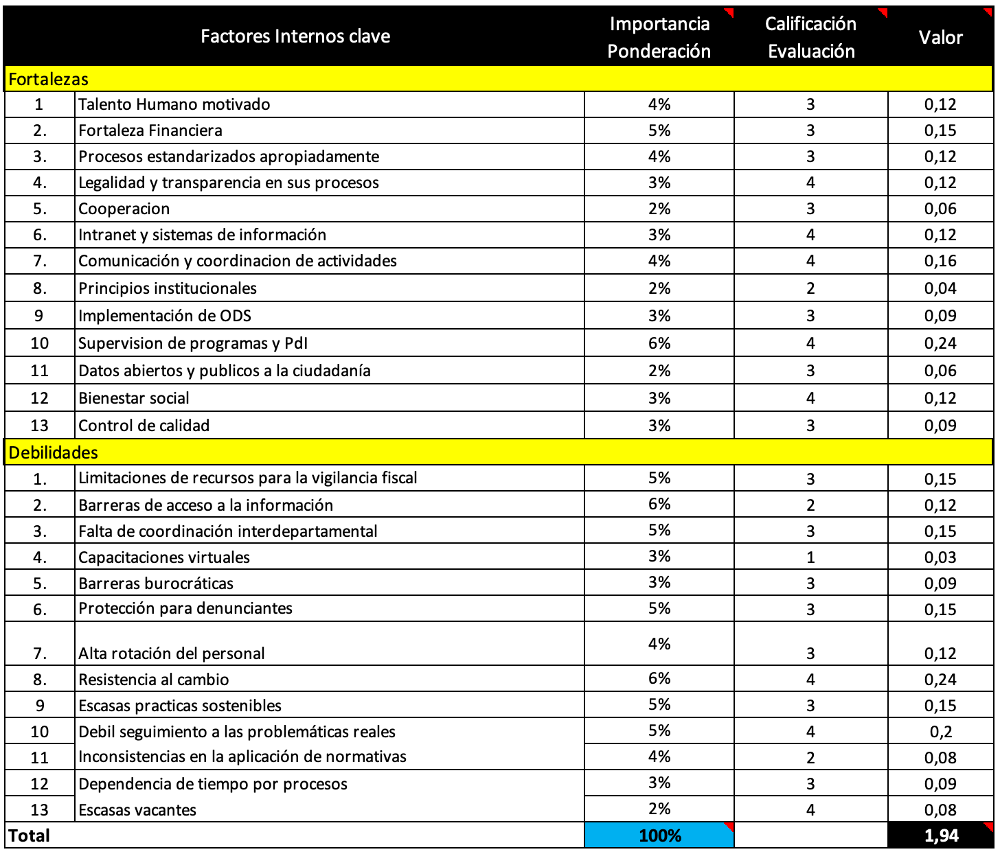 Factores Internos clave Importancia Ponderación Calificación Evaluación Valor
Fortalezas
1 Talento Humano motivado 4% 3 0,12
2. Fortaleza Financiera 5% 3 0,15
3. Procesos estandarizados apropiadamente 4% 3 0,12
4. Legalidad y transparencia en sus procesos 3% 4 0,12
5. Cooperacion 2% 3 0,06
6. Intranet y sistemas de información 3% 4 0,12
7. Comunicación y coordinacion de actividades 4% 4 0,16
8. Principios institucionales 2% 2 0,04
9 Implementación de ODS 3% 3 0,09
10 Supervision de programas y PdI 6% 4 0,24
11 Datos abiertos y publicos a la ciudadanía 2% 3 0,06
12 Bienestar social 3% 4 0,12
13 Control de calidad 3% 3 0,09
Debilidades
1. Limitaciones de recursos para la vigilancia fiscal 5% 3 0,15
2. Barreras de acceso a la información 6% 2 0,12
3. Falta de coordinación interdepartamental 5% 3 0,15
4. Capacitaciones virtuales 3% 1 0,03
5. Barreras burocráticas 3% 3 0,09
6. Protección para denunciantes 5% 3 0,15
7. Alta rotación del personal 4% 3 0,12
8. Resistencia al cambio 6% 4 0,24
9 Escasas practicas sostenibles 5% 3 0,15
10 Debil seguimiento a las problemáticas reales 5% 4 0,2
11 Inconsistencias en la aplicación de normativas 4% 2 0,08
12 Dependencia de tiempo por procesos 3% 3 0,09
13 Escasas vacantes 2% 4 0,08
Total 100% 1,94